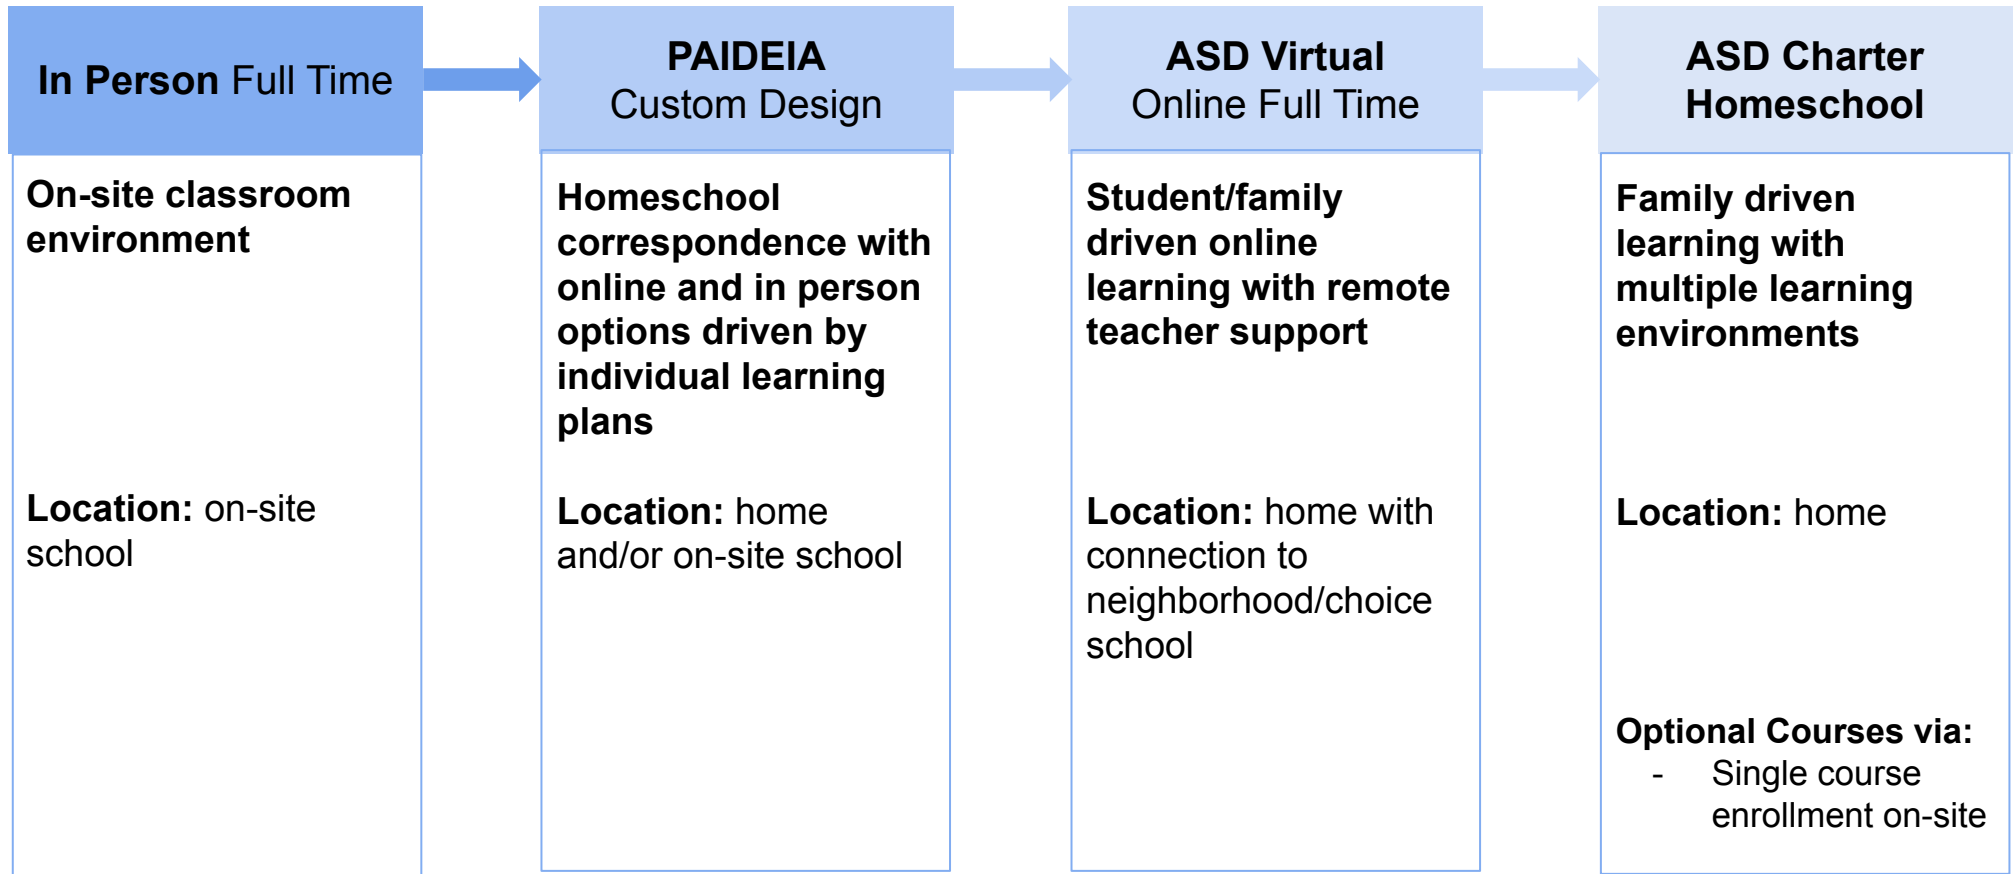 In Person Full Time
On-site classroom
environment
Location: on-site
school
PAIDEIA
Custom Design
Homeschool
correspondence with
online and in person
options driven by
individual learning
plans
Location: home
and/or on-site school
ASD Virtual
Online Full Time
Student/family
driven online
learning with remote
teacher support
Location: home with
connection to
neighborhood/choice
school
ASD Charter
Homeschool
Family driven
learning with
multiple learning
environments
Location: home
Optional Courses via:
- Single course
enrollment on-site